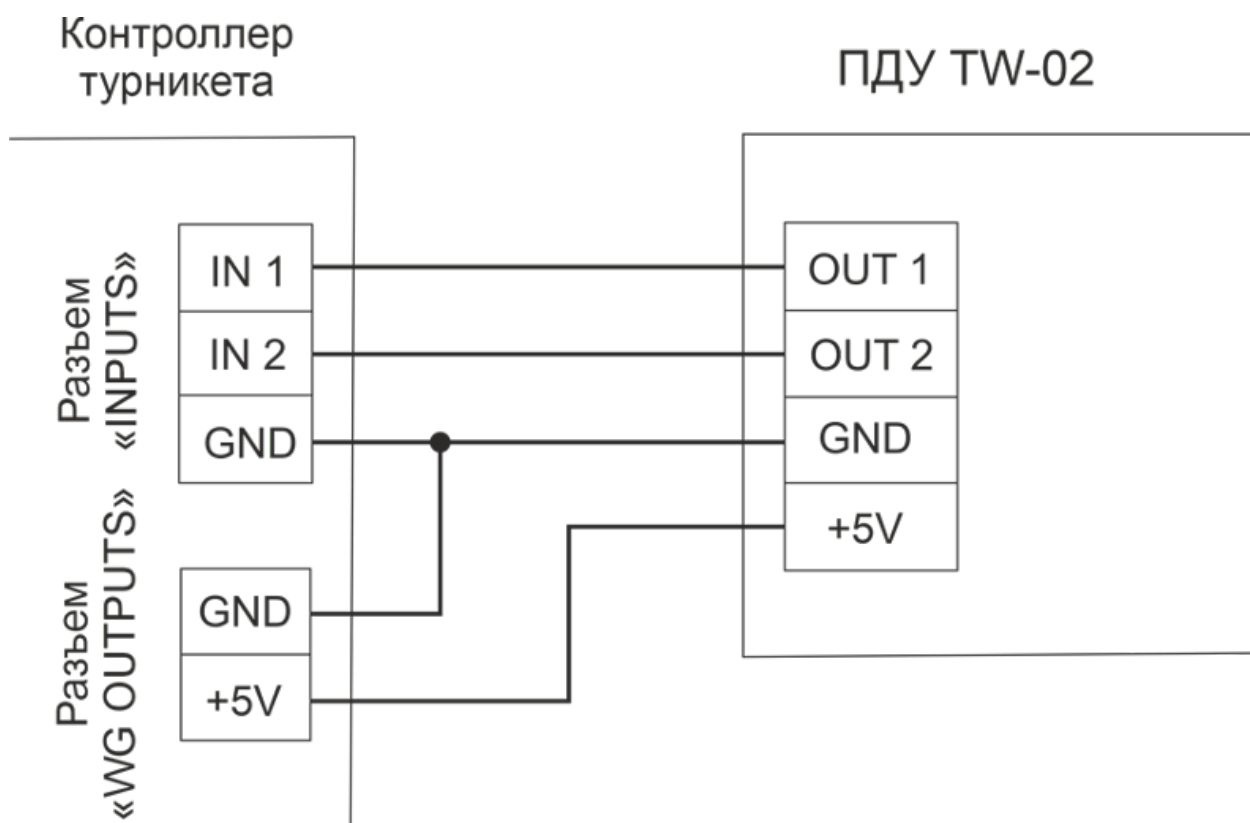 Контроллер
турникета
ПДУ TW-02
Разъем
«INPUTS»
IN 1
IN 2
GND
OUT 1
OUT 2
GND
+5V
Разъем
«WG OUTPUTS»
GND
+5V